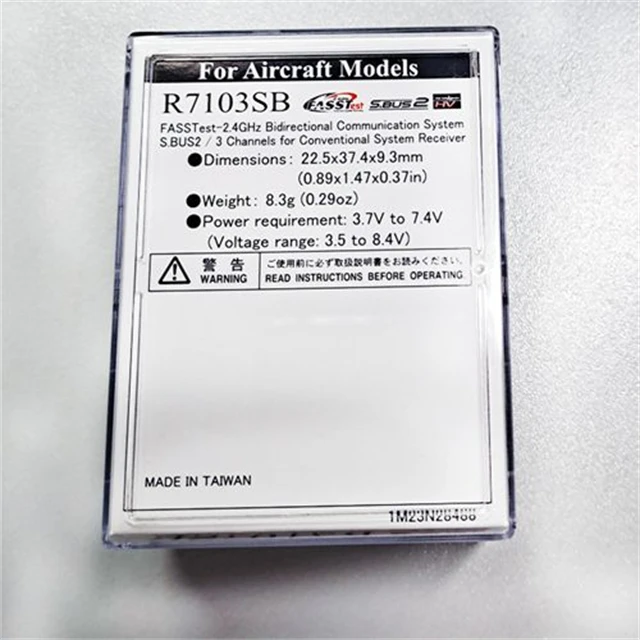 For Aircraft Models
R7103SB FASSTest S.BUS2 HV
FASSTest-2.4GHz Bidirectional Communication System
S.BUS2 / 3 Channels for Conventional System Receiver
●Dimensions: 22.5x37.4x9.3mm
(0.89x1.47x0.37in)
●Weight: 8.3g (0.29oz)
●Power requirement: 3.7V to 7.4V
(Voltage range: 3.5 to 8.4V)
警告 ご使用前に必ず取扱説明書をお読みください。
WARNING READ INSTRUCTIONS BEFORE OPERATING.
MADE IN TAIWAN
1M23N28488